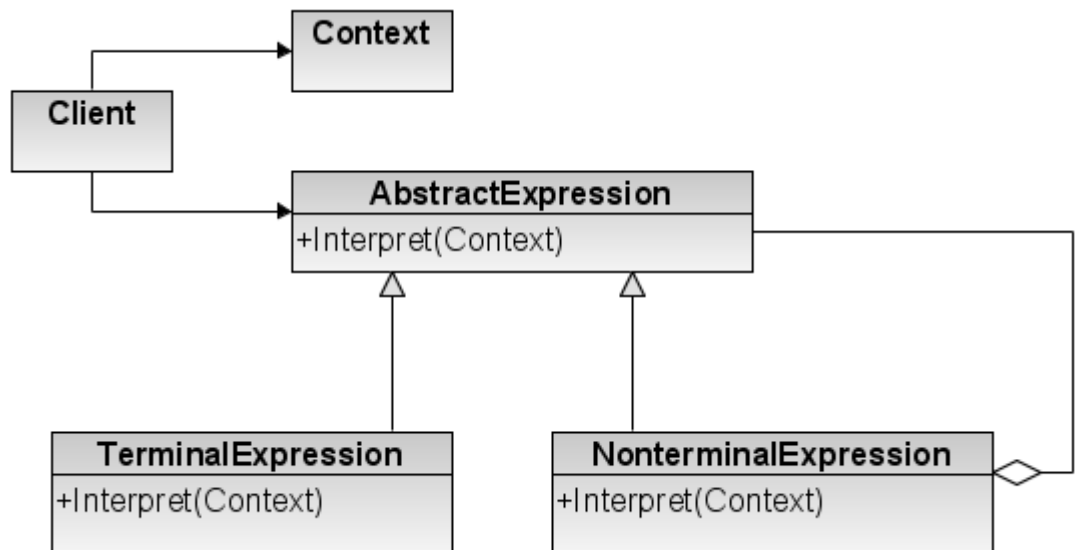 Context
Client
AbstractExpression
+Interpret(Context)
TerminalExpression
+Interpret(Context)
NonterminalExpression
+Interpret(Context)